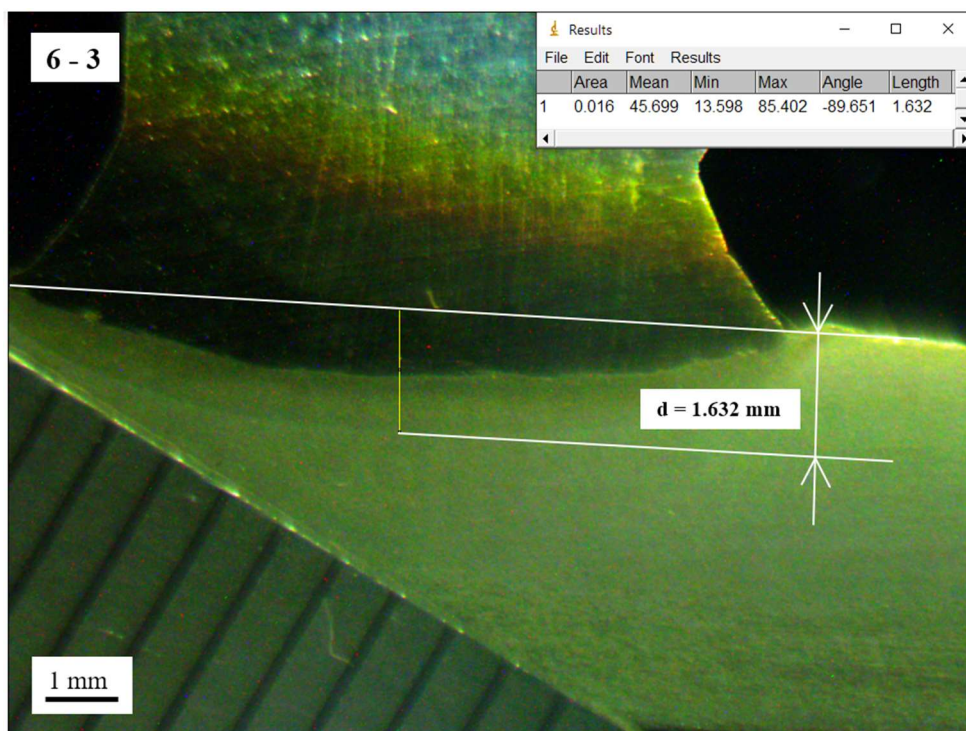 6 - 3
Results
File Edit Font Results
Area Mean Min Max Angle Length
1 0.016 45.699 13.598 85.402 -89.651 1.632
d = 1.632 mm
1 mm